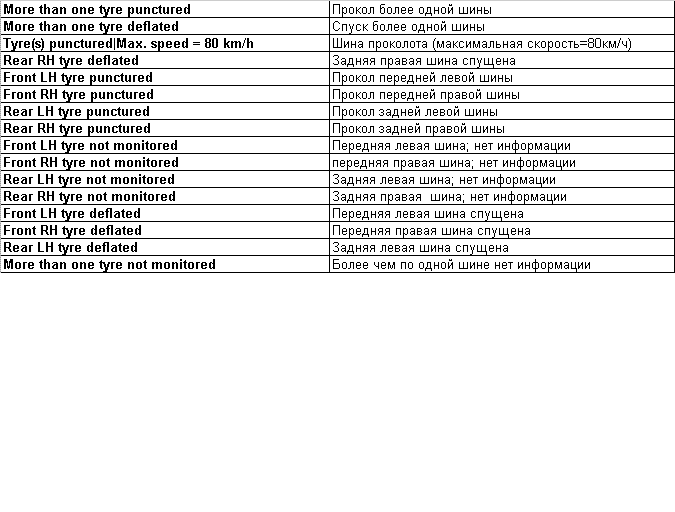 More than one tyre punctured Прокол более одной шины
More than one tyre deflated Спуск более одной шины
Tyre(s) punctured|Max. speed = 80 km/h Шина проколота (максимальная скорость=80км/ч)
Rear RH tyre deflated Задняя правая шина спущена
Front LH tyre punctured Прокол передней левой шины
Front RH tyre punctured Прокол передней правой шины
Rear LH tyre punctured Прокол задней левой шины
Rear RH tyre punctured Прокол задней правой шины
Front LH tyre not monitored Передняя левая шина; нет информации
Front RH tyre not monitored передняя правая шина; нет информации
Rear LH tyre not monitored Задняя левая шина; нет информации
Rear RH tyre not monitored Задняя правая  шина; нет информации
Front LH tyre deflated Передняя левая шина спущена
Front RH tyre deflated Передняя правая шина спущена
Rear LH tyre deflated Задняя левая шина спущена
More than one tyre not monitored Более чем по одной шине нет информации